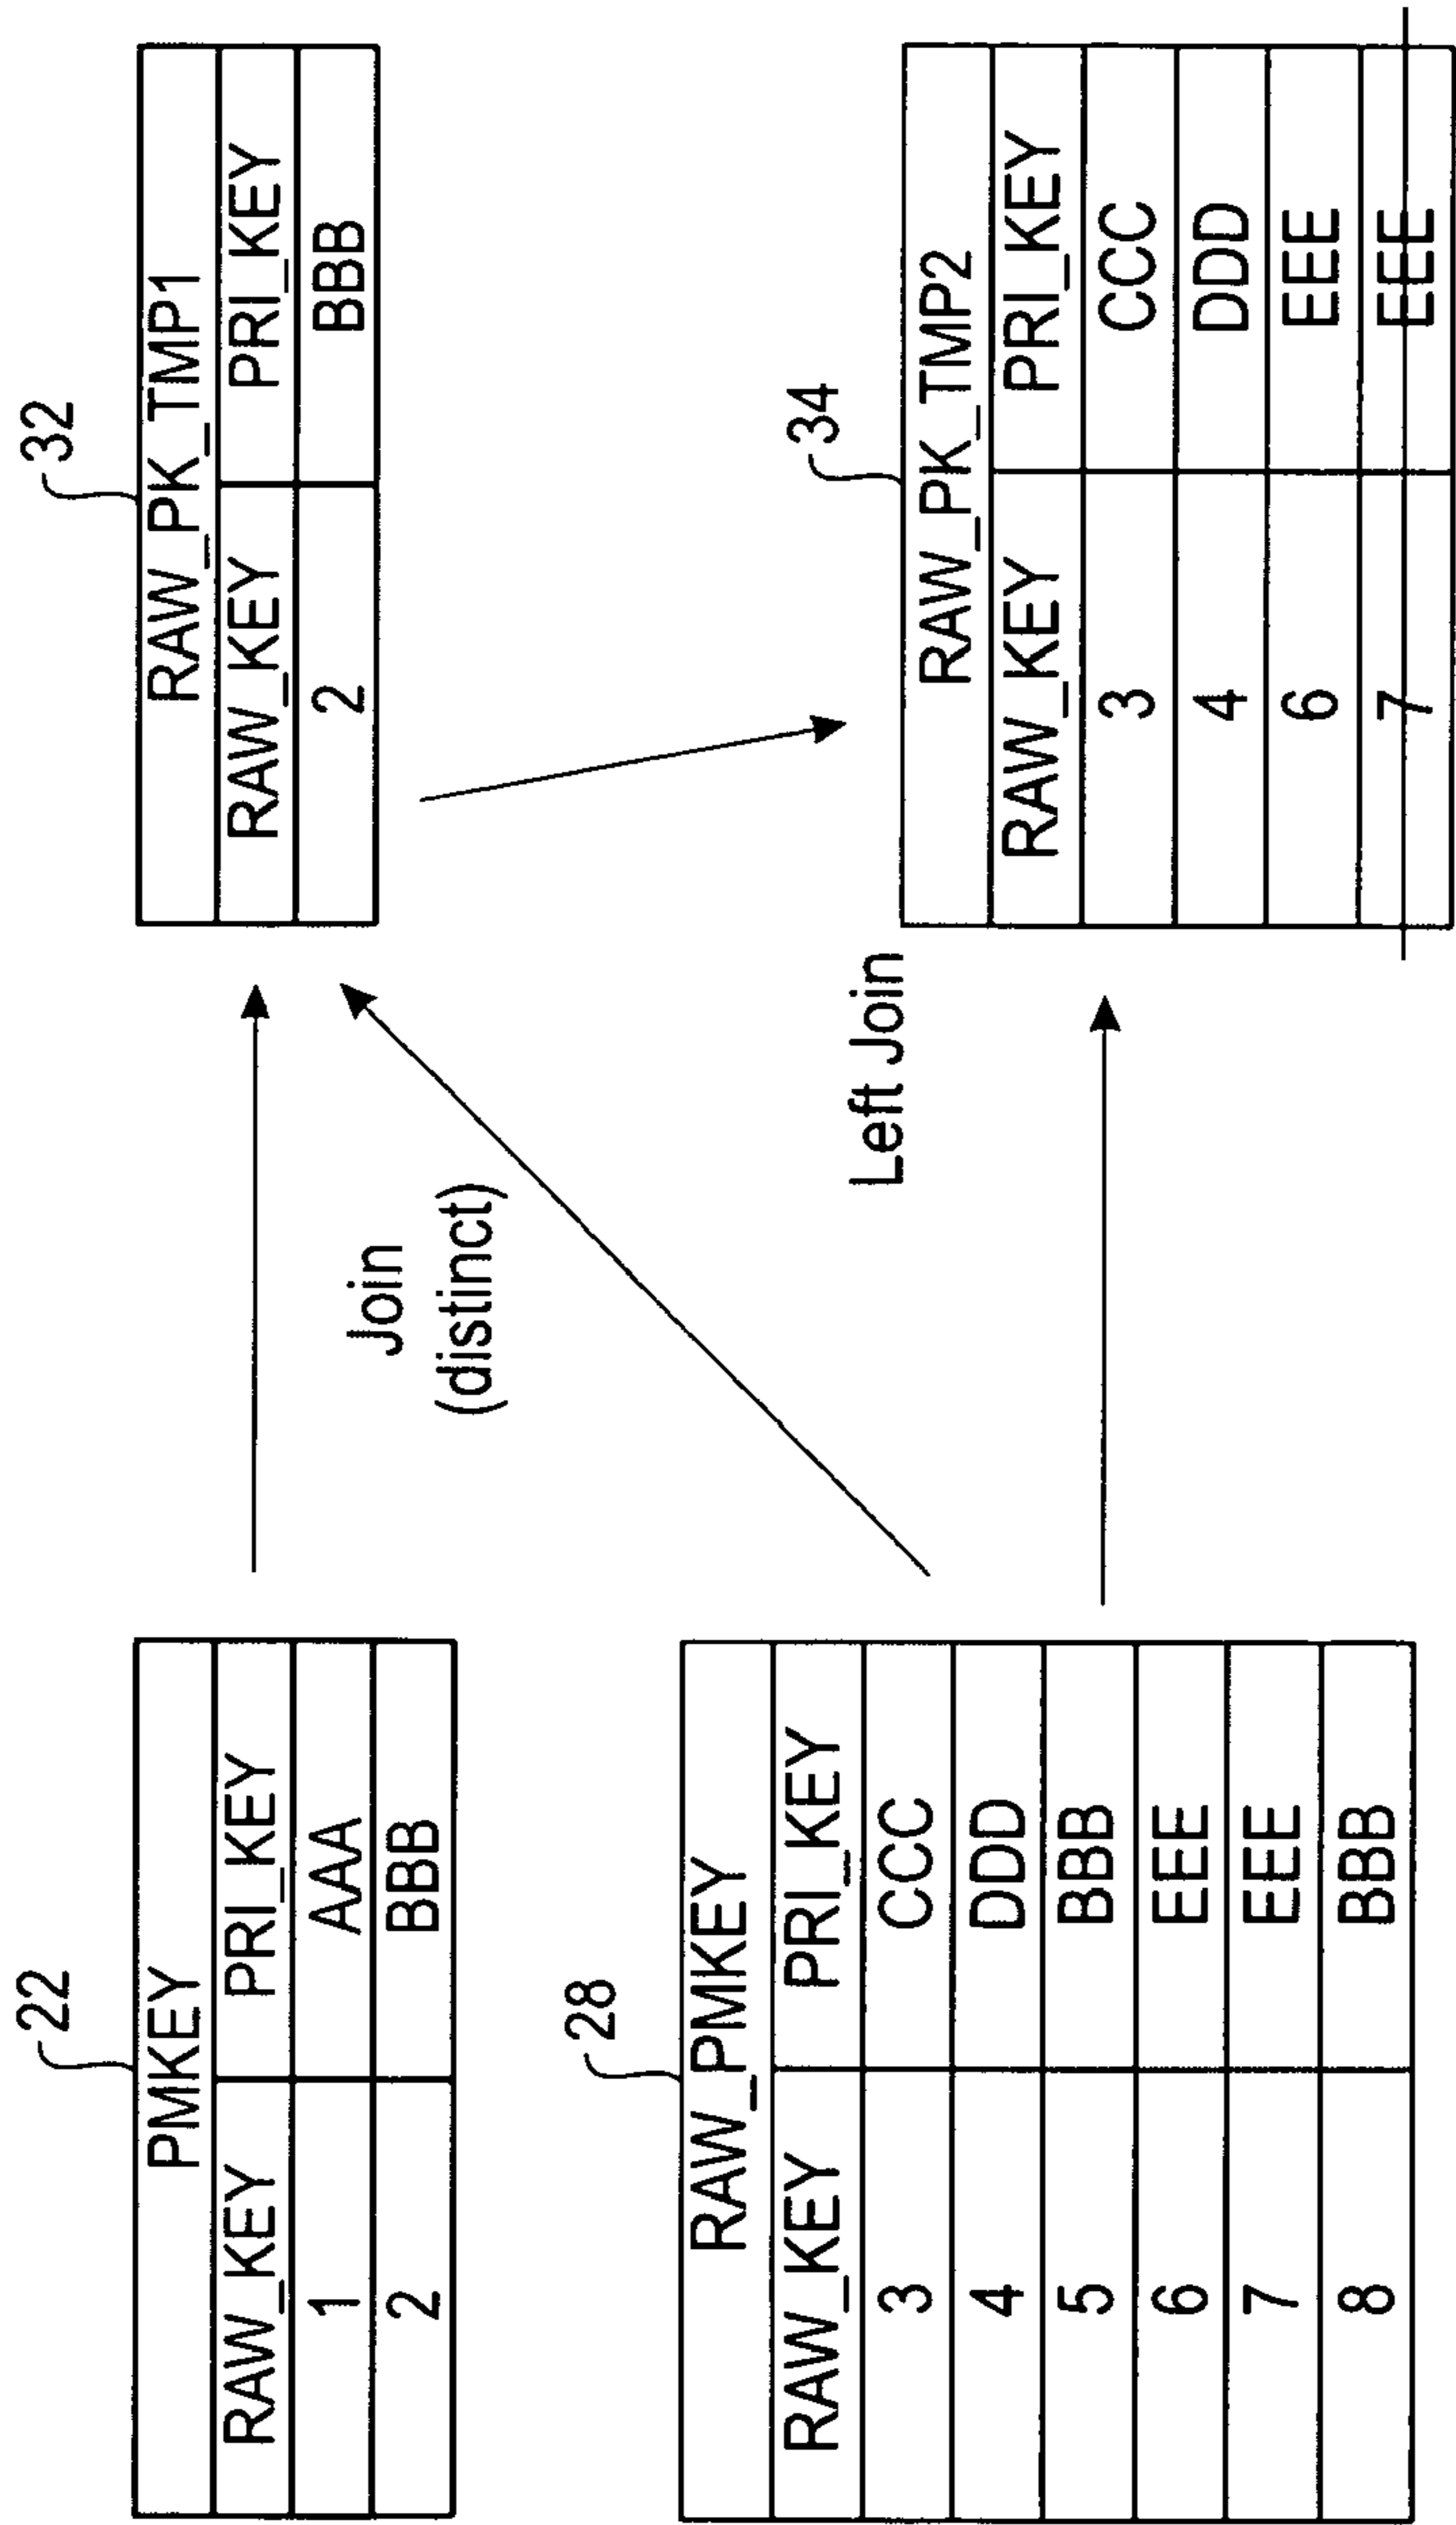 22
PMKEY
RAW_KEY PRI_KEY
1 AAA
2 BBB
28
RAW_PMKEY
RAW_KEY PRI_KEY
3 CCC
4 DDD
5 BBB
6 EEE
7 EEE
8 BBB
Join
(distinct)
Left Join
32
RAW_PK_TMP1
RAW_KEY PRI_KEY
2 BBB
34
RAW_PK_TMP2
RAW_KEY PRI_KEY
3 CCC
4 DDD
6 EEE
7 EEE